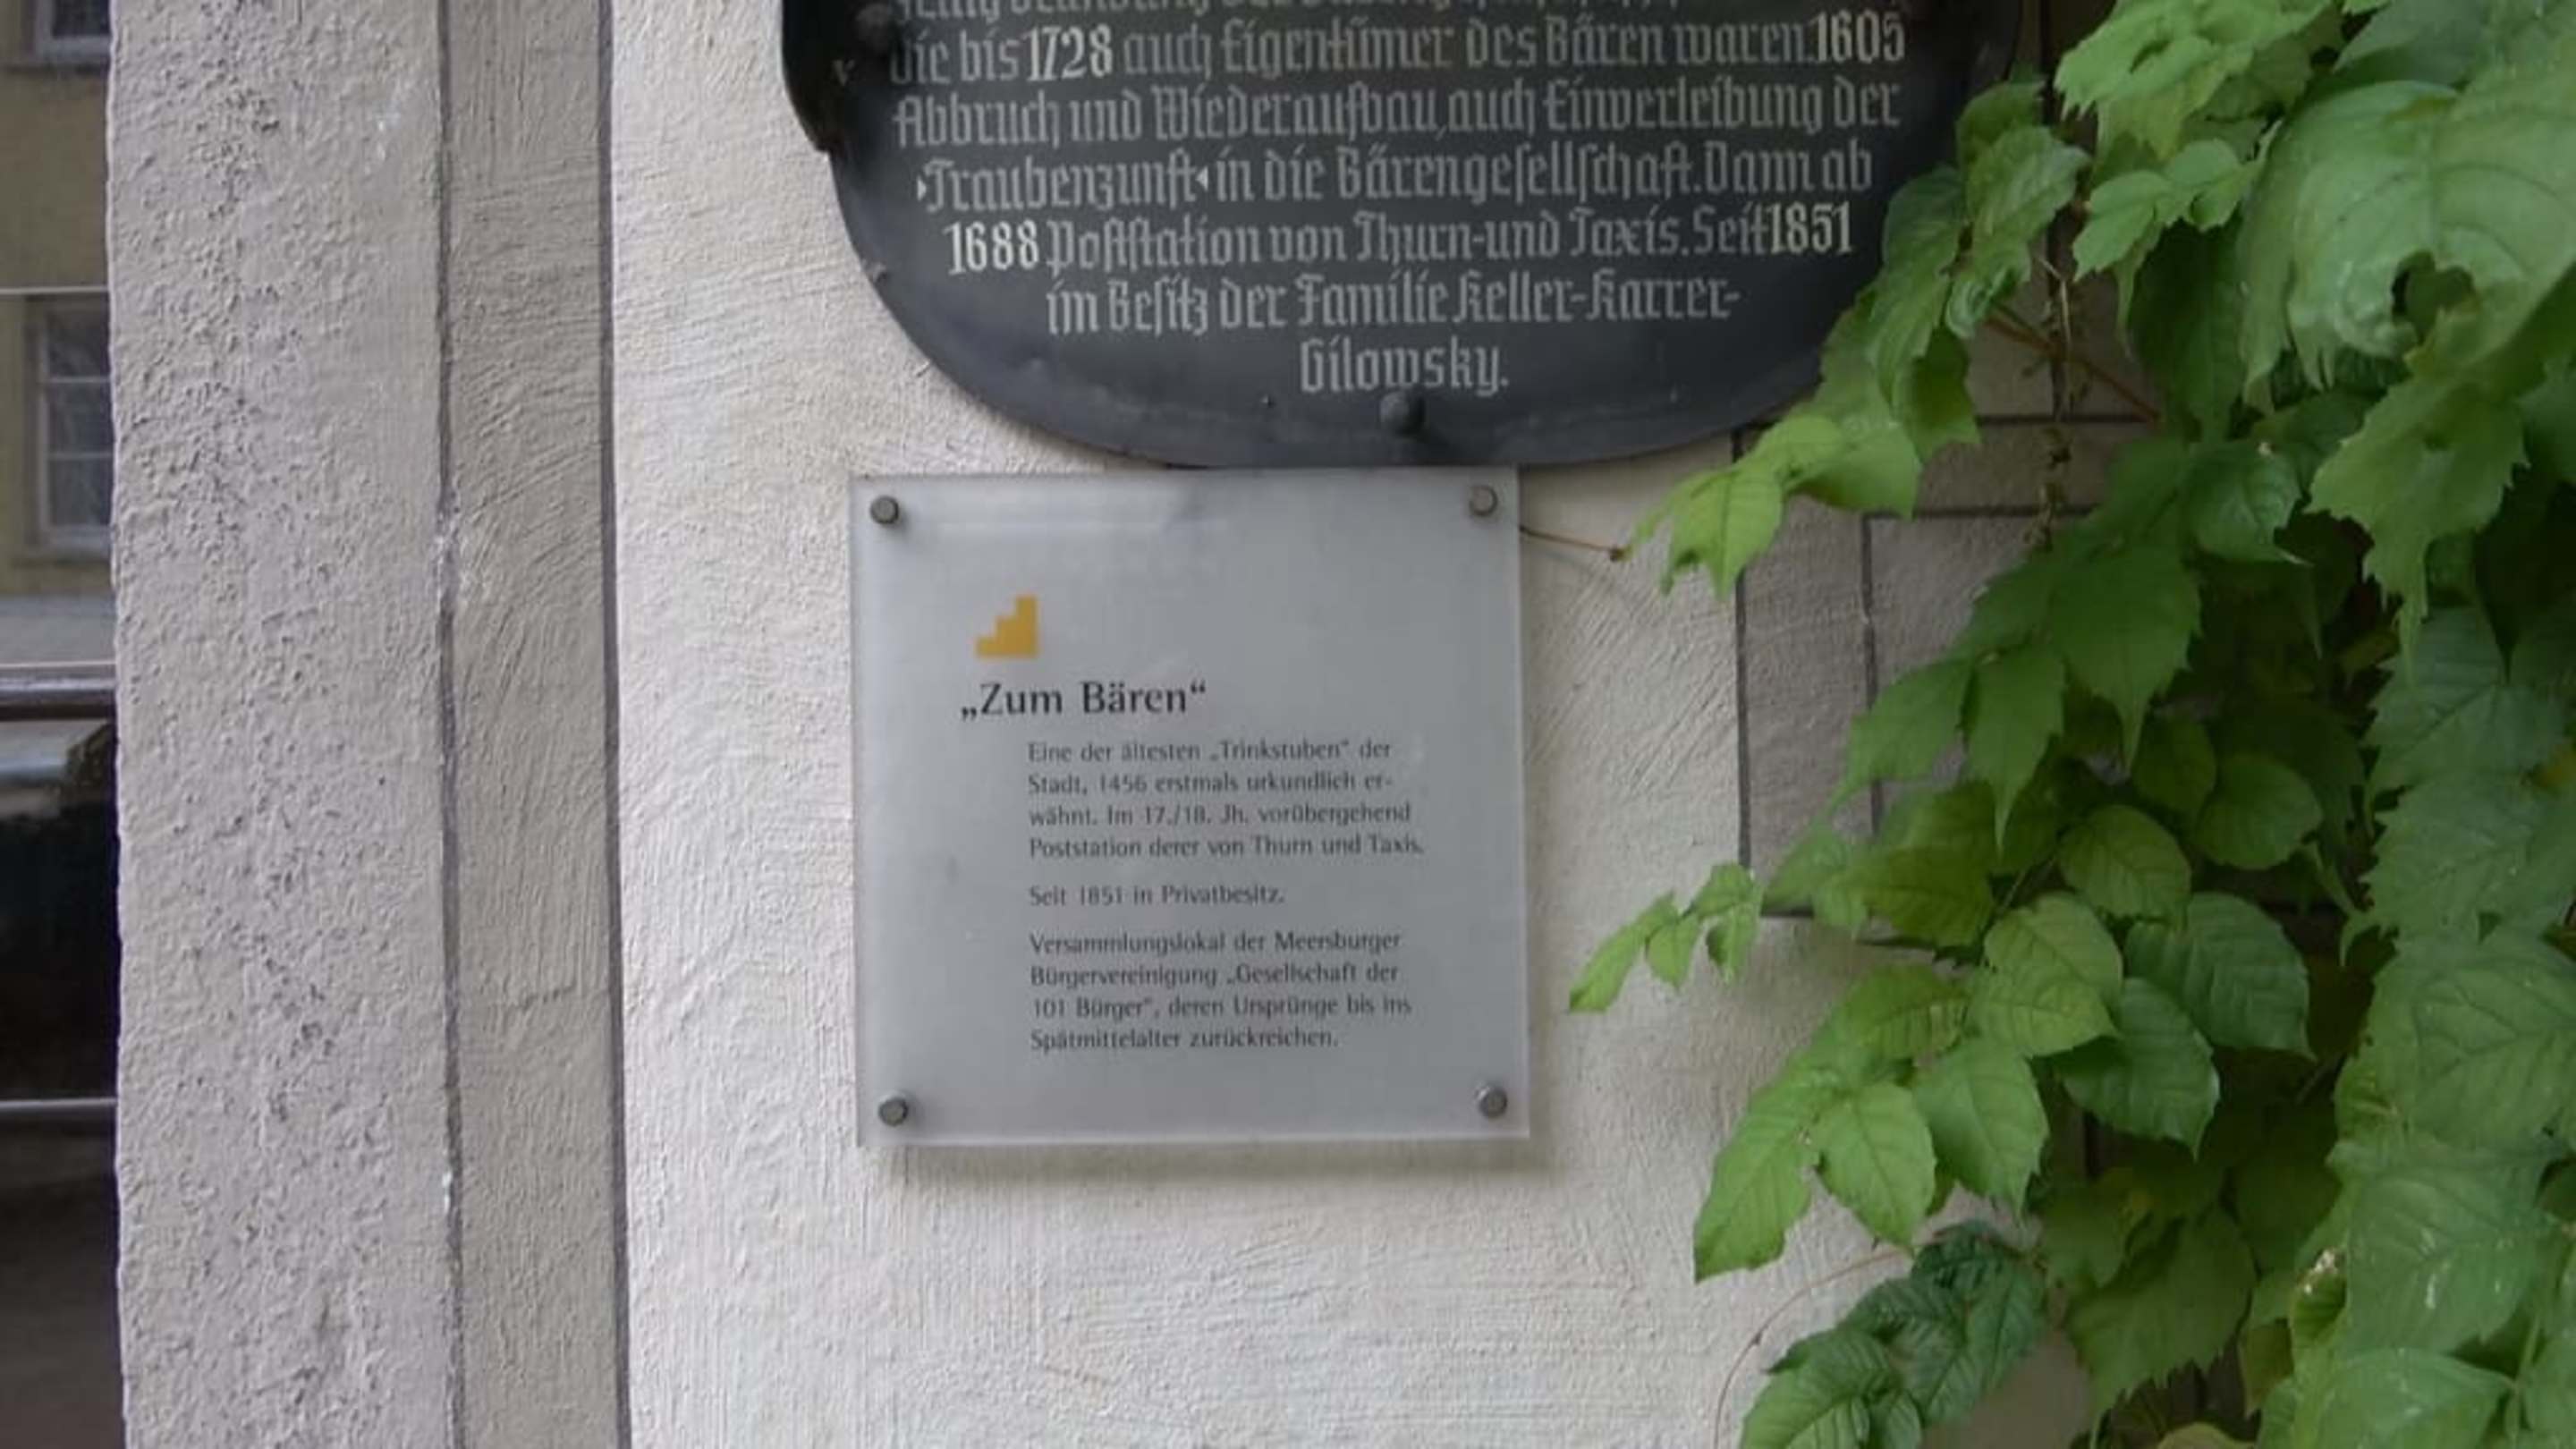 die bis 1728 auch Eigentümer des Bären waren. 1605
Abbruch und Wiederaufbau, auch Einverleibung der
›Traubenzunft‹ in die Bärengesellschaft. Dann ab
1688 Poststation von Thurn-und Taxis. Seit 1851
im Besitz der Familie Keller-Karrer-
Gilowsky.
„Zum Bären“
Eine der ältesten „Trinkstuben“ der
Stadt, 1456 erstmals urkundlich er-
wähnt. Im 17./18. Jh. vorübergehend
Poststation derer von Thurn und Taxis.
Seit 1851 in Privatbesitz.
Versammlungslokal der Meersburger
Bürgervereinigung „Gesellschaft der
101 Bürger“, deren Ursprünge bis ins
Spätmittelalter zurückreichen.